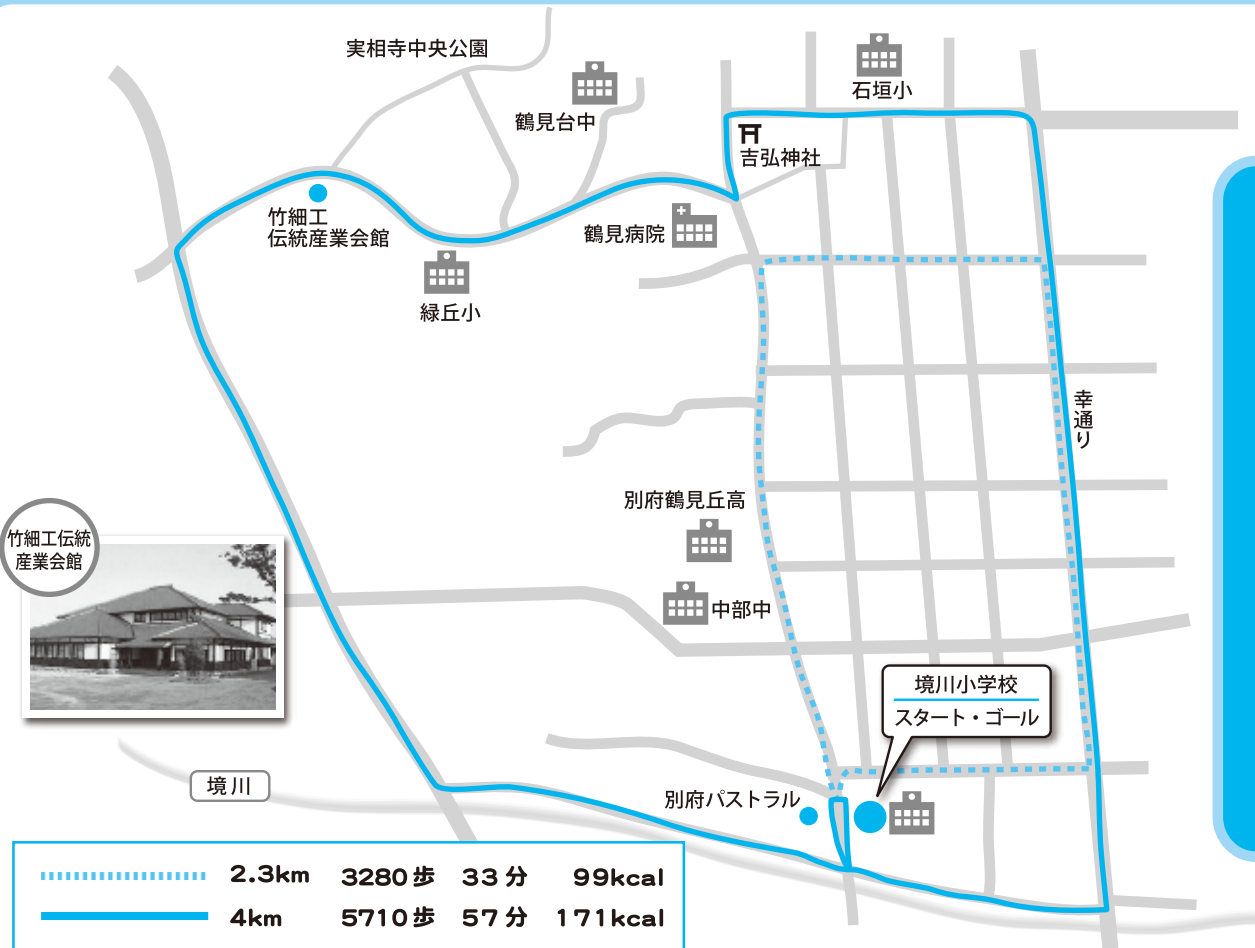 実相寺中央公園
石垣小
鶴見台中
吉弘神社
竹細工
伝統産業会館
鶴見病院
緑丘小
幸通り
別府鶴見丘高
竹細工伝統
産業会館
中部中
境川小学校
スタート・ゴール
境川
別府パストラル
2.3km 3280歩 33分 99kcal
4km 5710歩 57分 171kcal